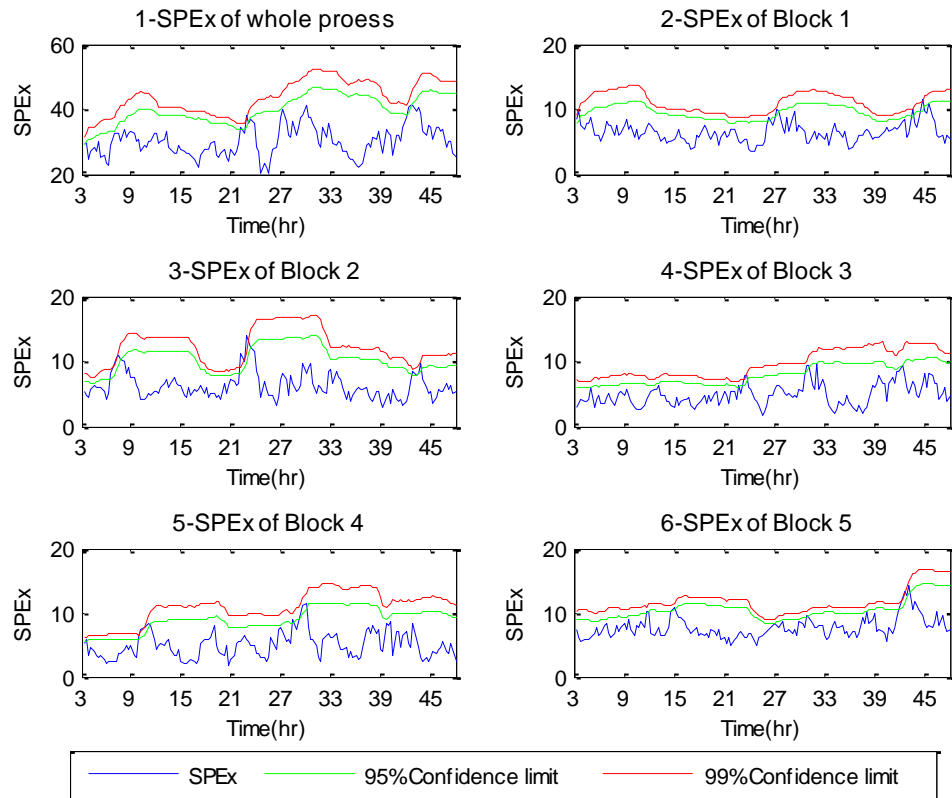 1-SPEx of whole proess
60
40
20
SPEx
3 9 15 21 27 33 39 45
Time(hr)
2-SPEx of Block 1
20
10
0
SPEx
3 9 15 21 27 33 39 45
Time(hr)
3-SPEx of Block 2
20
10
0
SPEx
3 9 15 21 27 33 39 45
Time(hr)
4-SPEx of Block 3
20
10
0
SPEx
3 9 15 21 27 33 39 45
Time(hr)
5-SPEx of Block 4
20
10
0
SPEx
3 9 15 21 27 33 39 45
Time(hr)
6-SPEx of Block 5
20
10
0
SPEx
3 9 15 21 27 33 39 45
Time(hr)
SPEx 95%Confidence limit 99%Confidence limit